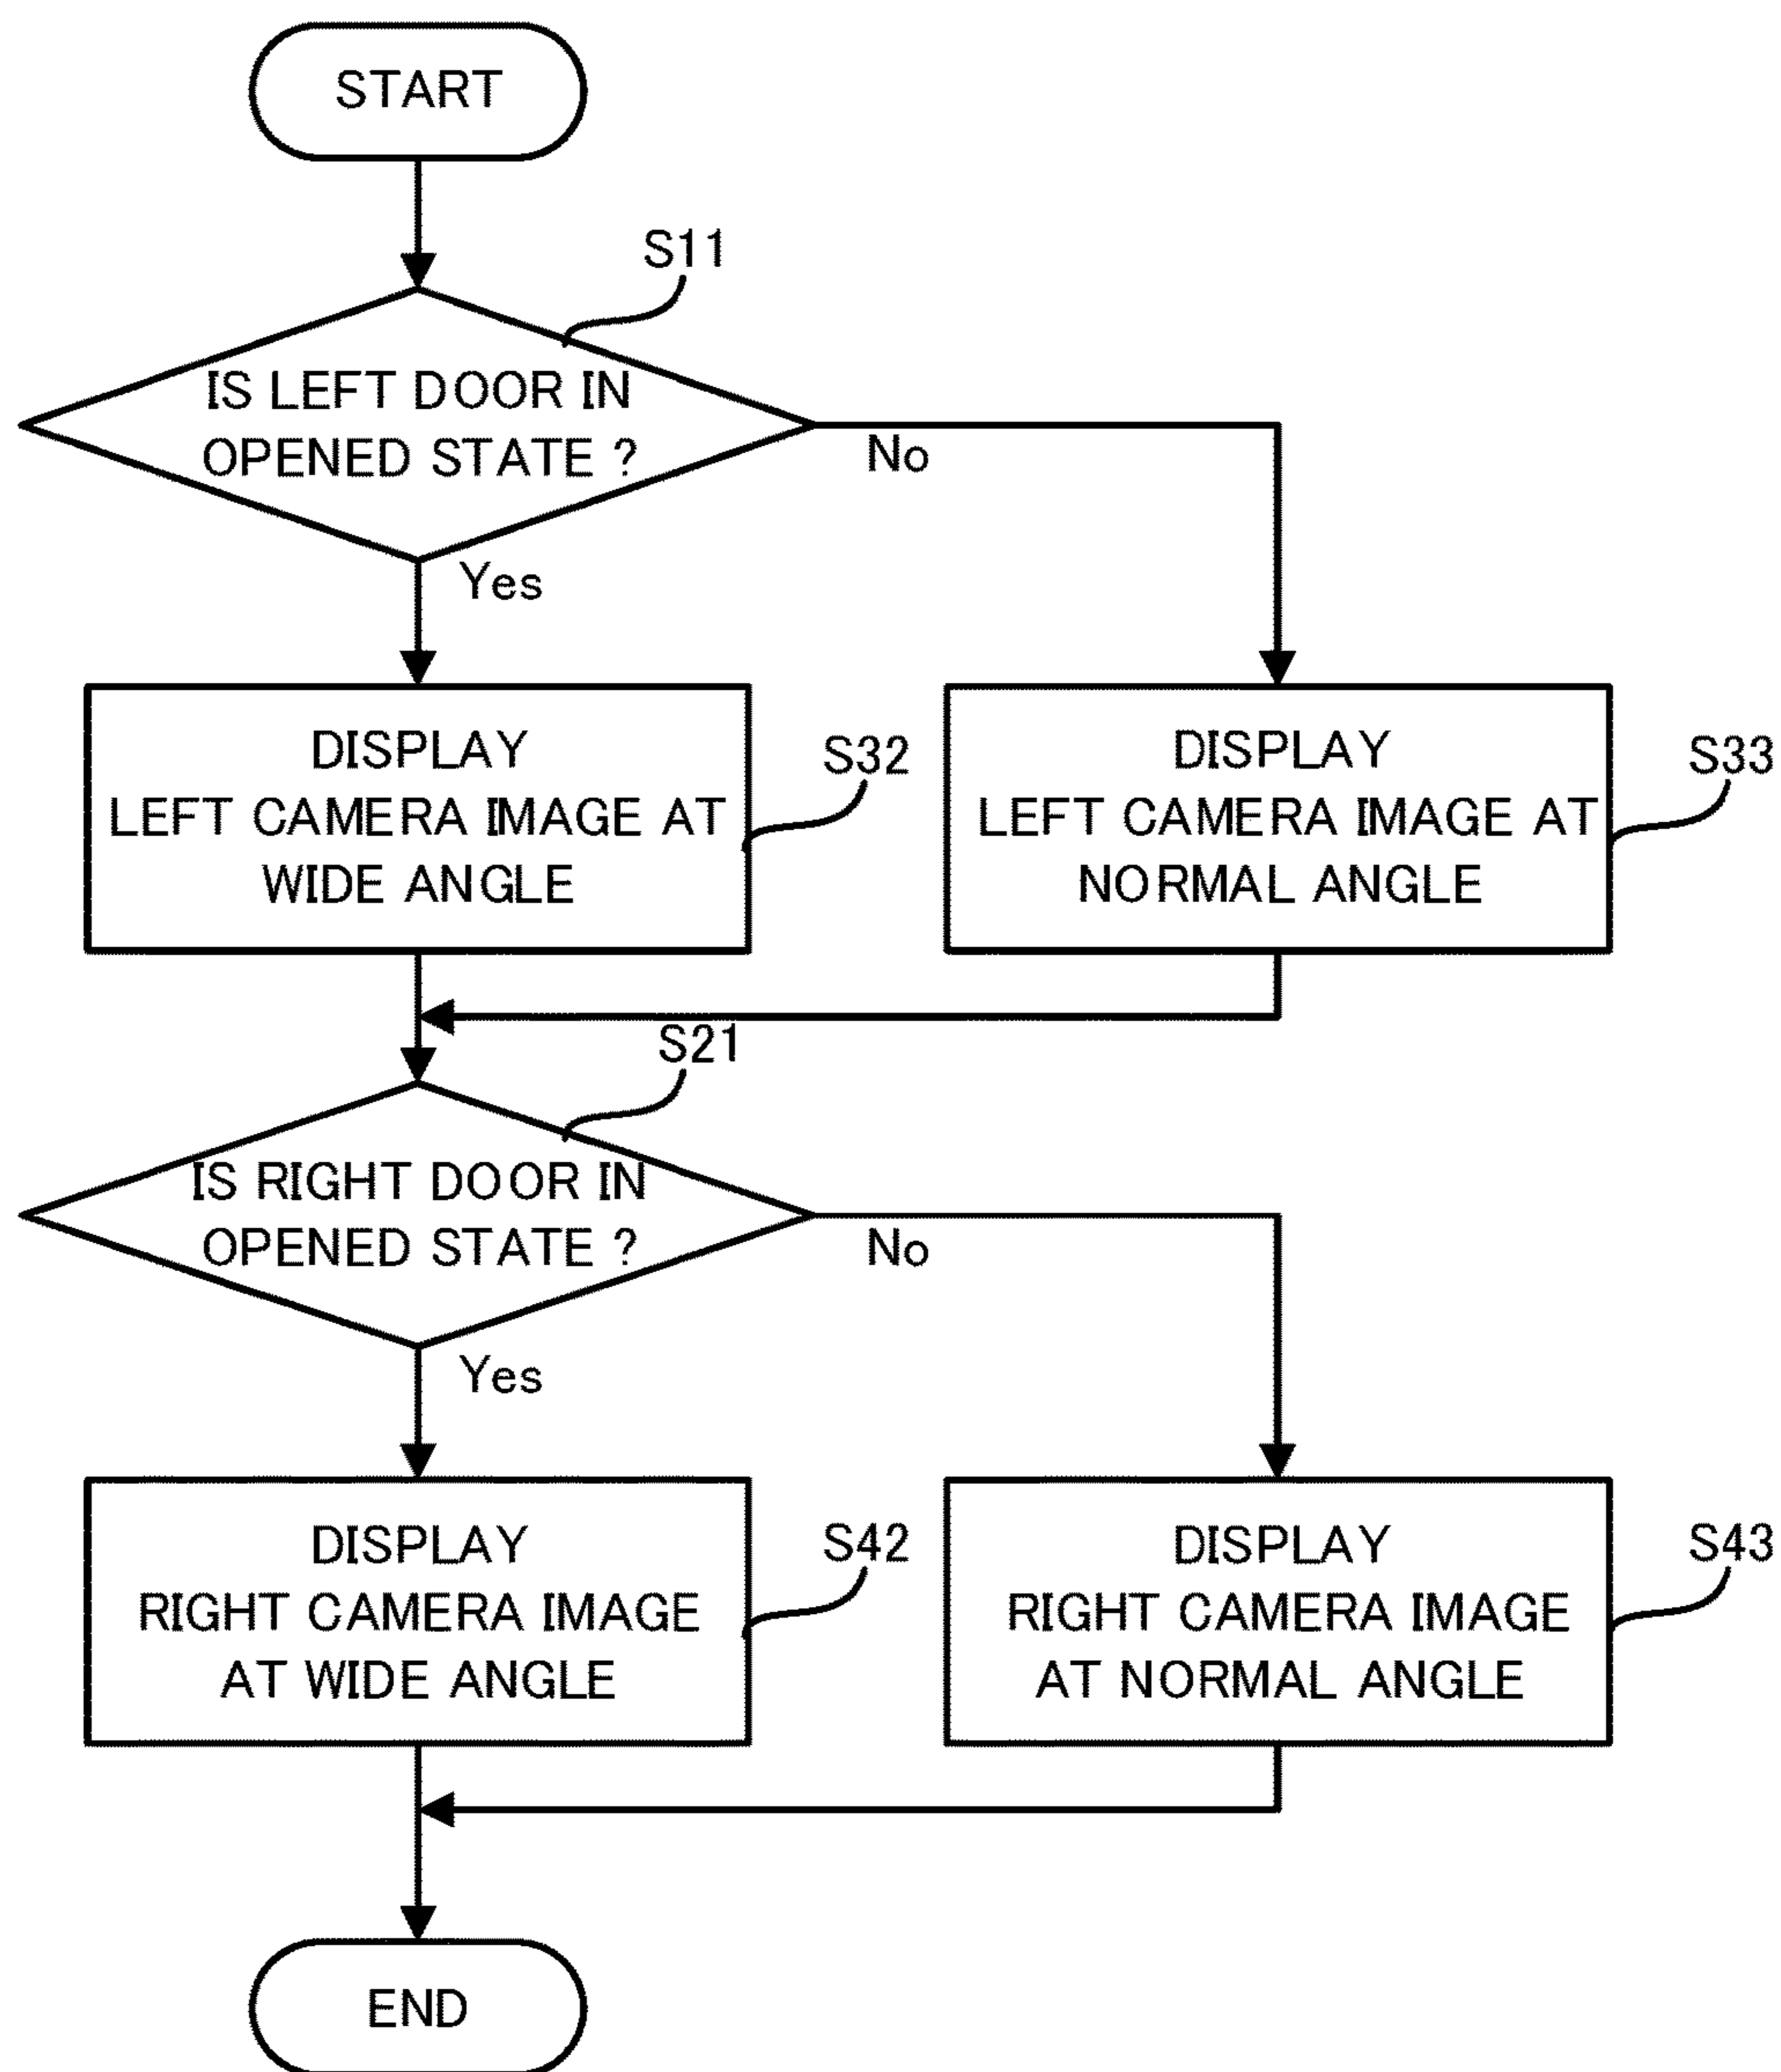 START
S11
IS LEFT DOOR IN
OPENED STATE ?
No
Yes
DISPLAY
LEFT CAMERA IMAGE AT
WIDE ANGLE
S32
DISPLAY
LEFT CAMERA IMAGE AT
NORMAL ANGLE
S33
S21
IS RIGHT DOOR IN
OPENED STATE ?
No
Yes
DISPLAY
RIGHT CAMERA IMAGE
AT WIDE ANGLE
S42
DISPLAY
RIGHT CAMERA IMAGE
AT NORMAL ANGLE
S43
END